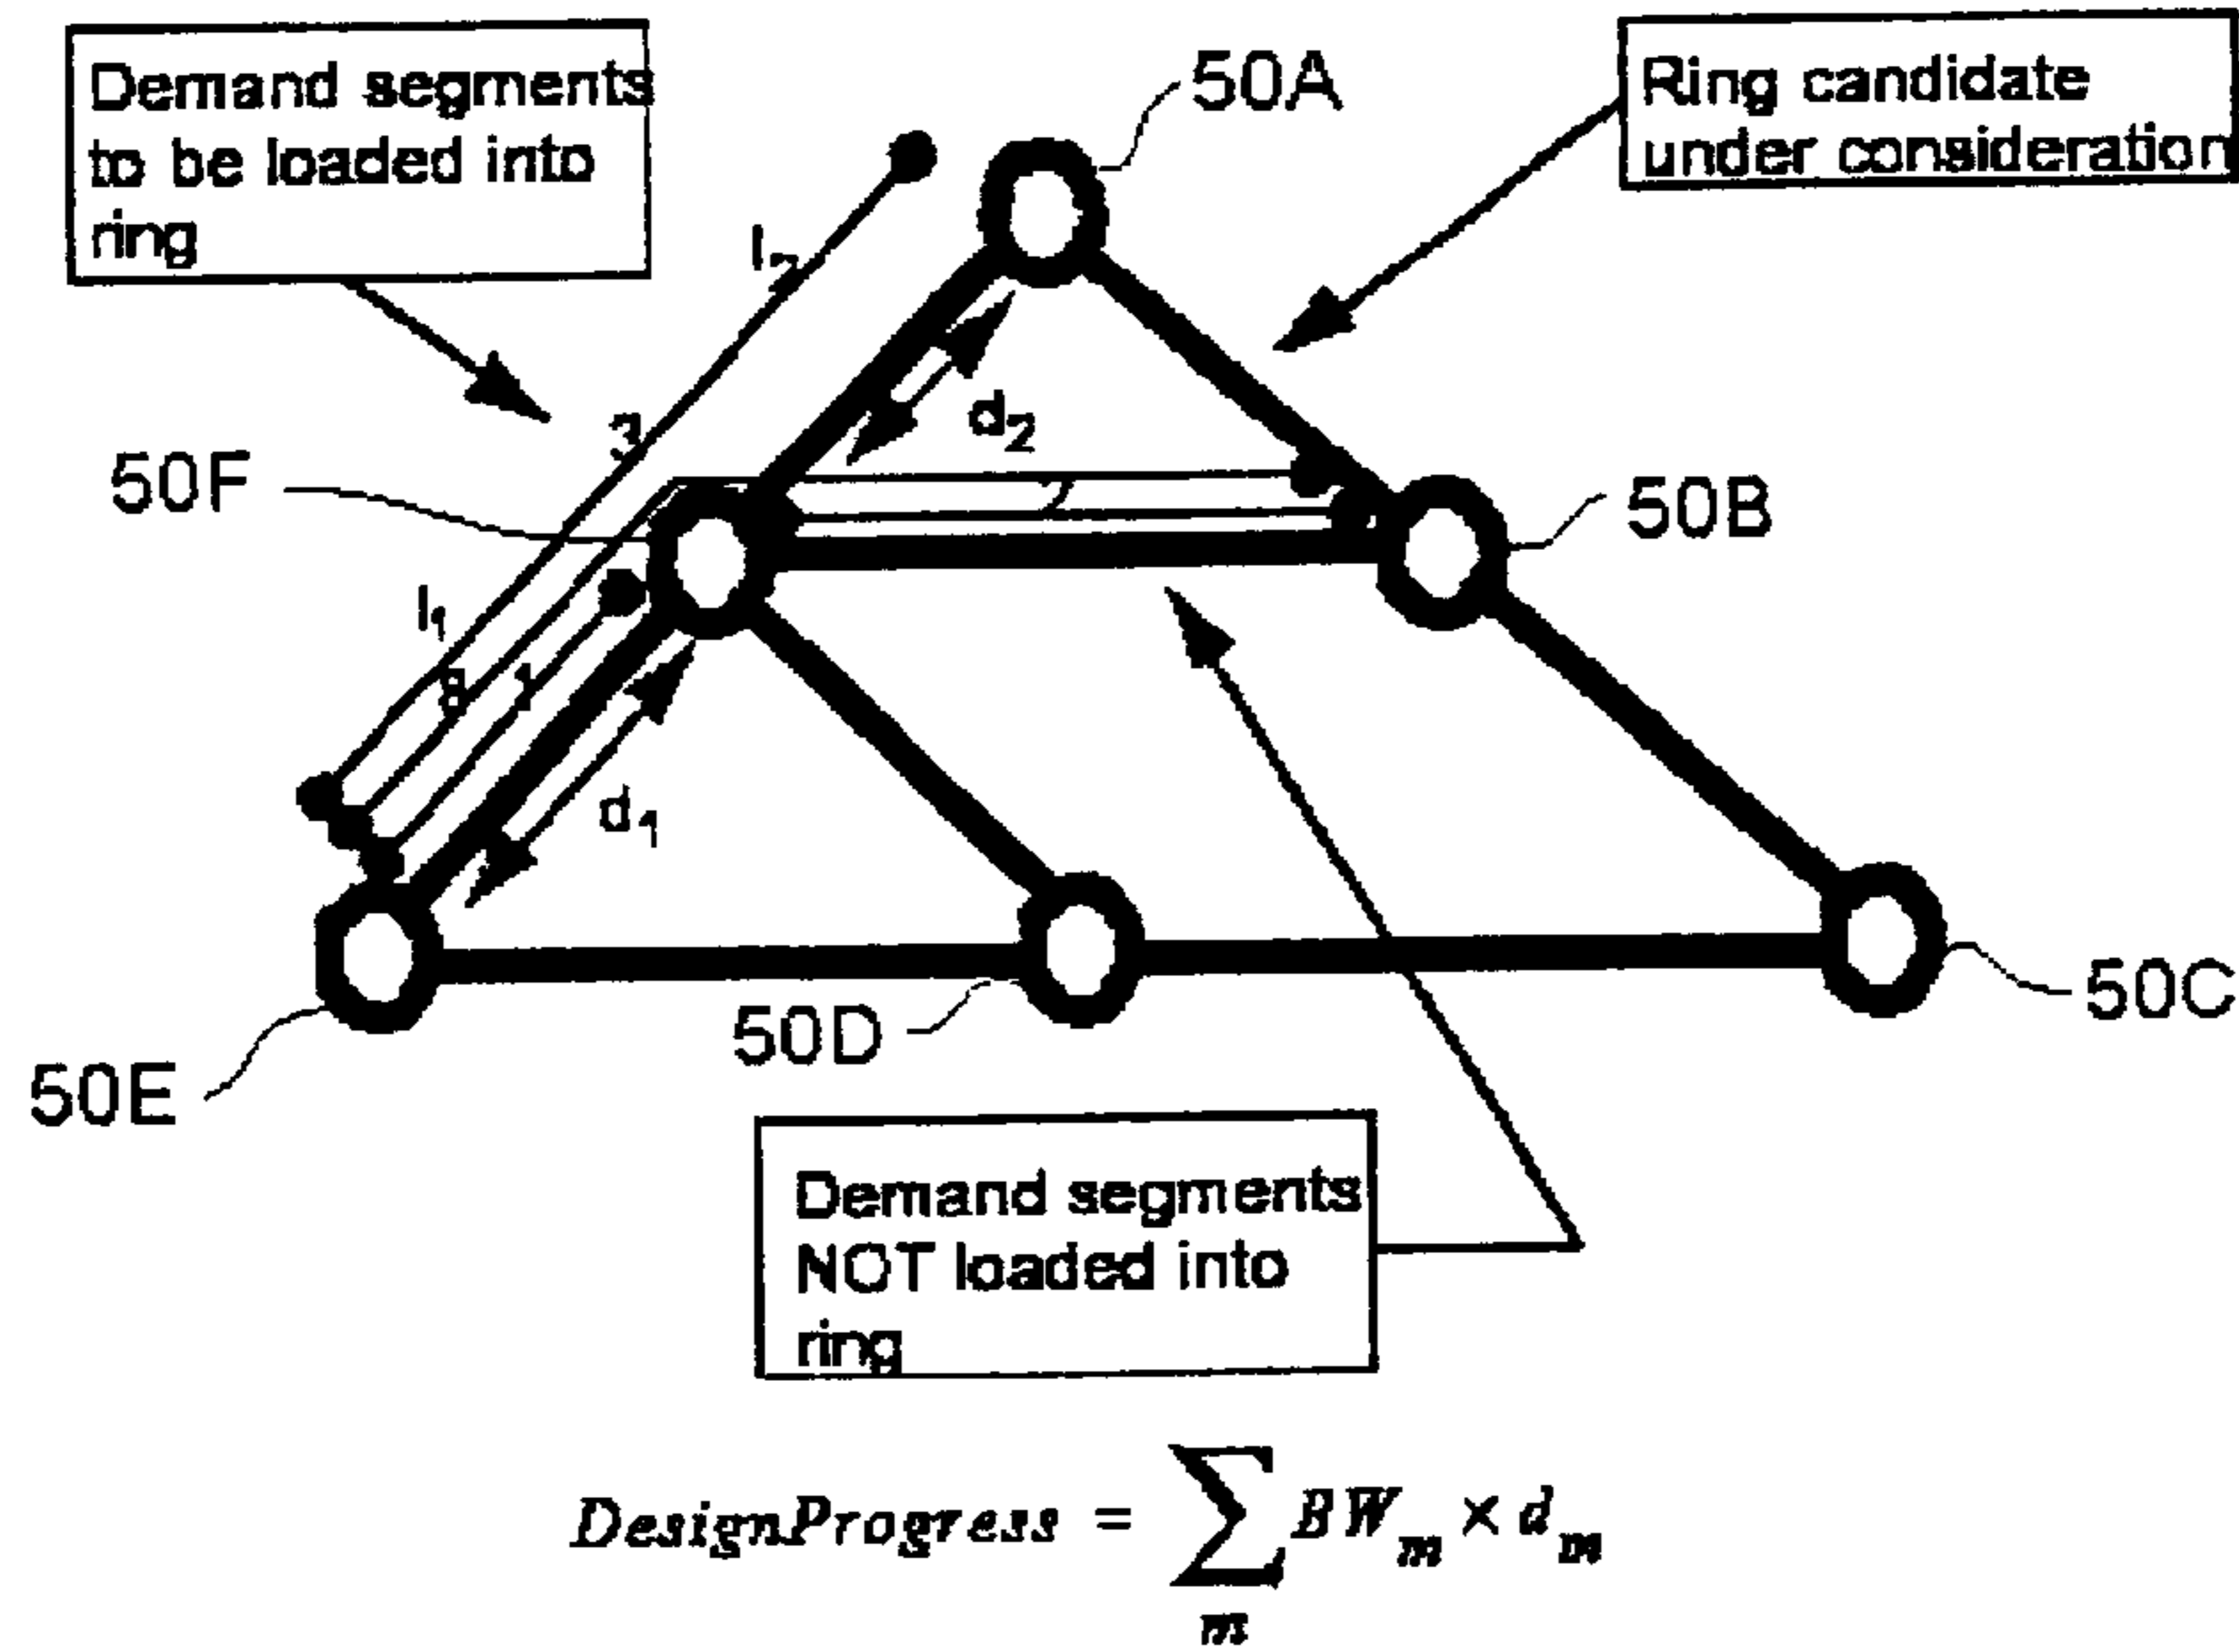 Demand segments
to be loaded into
ring
50A
Ring candidate
under consideration
l2
d2
3
50F
50B
7
l1
8
1
d1
50D
50C
50E
Demand segments
NOT loaded into
ring
DesignProgress = ∑ BWm × dm
m